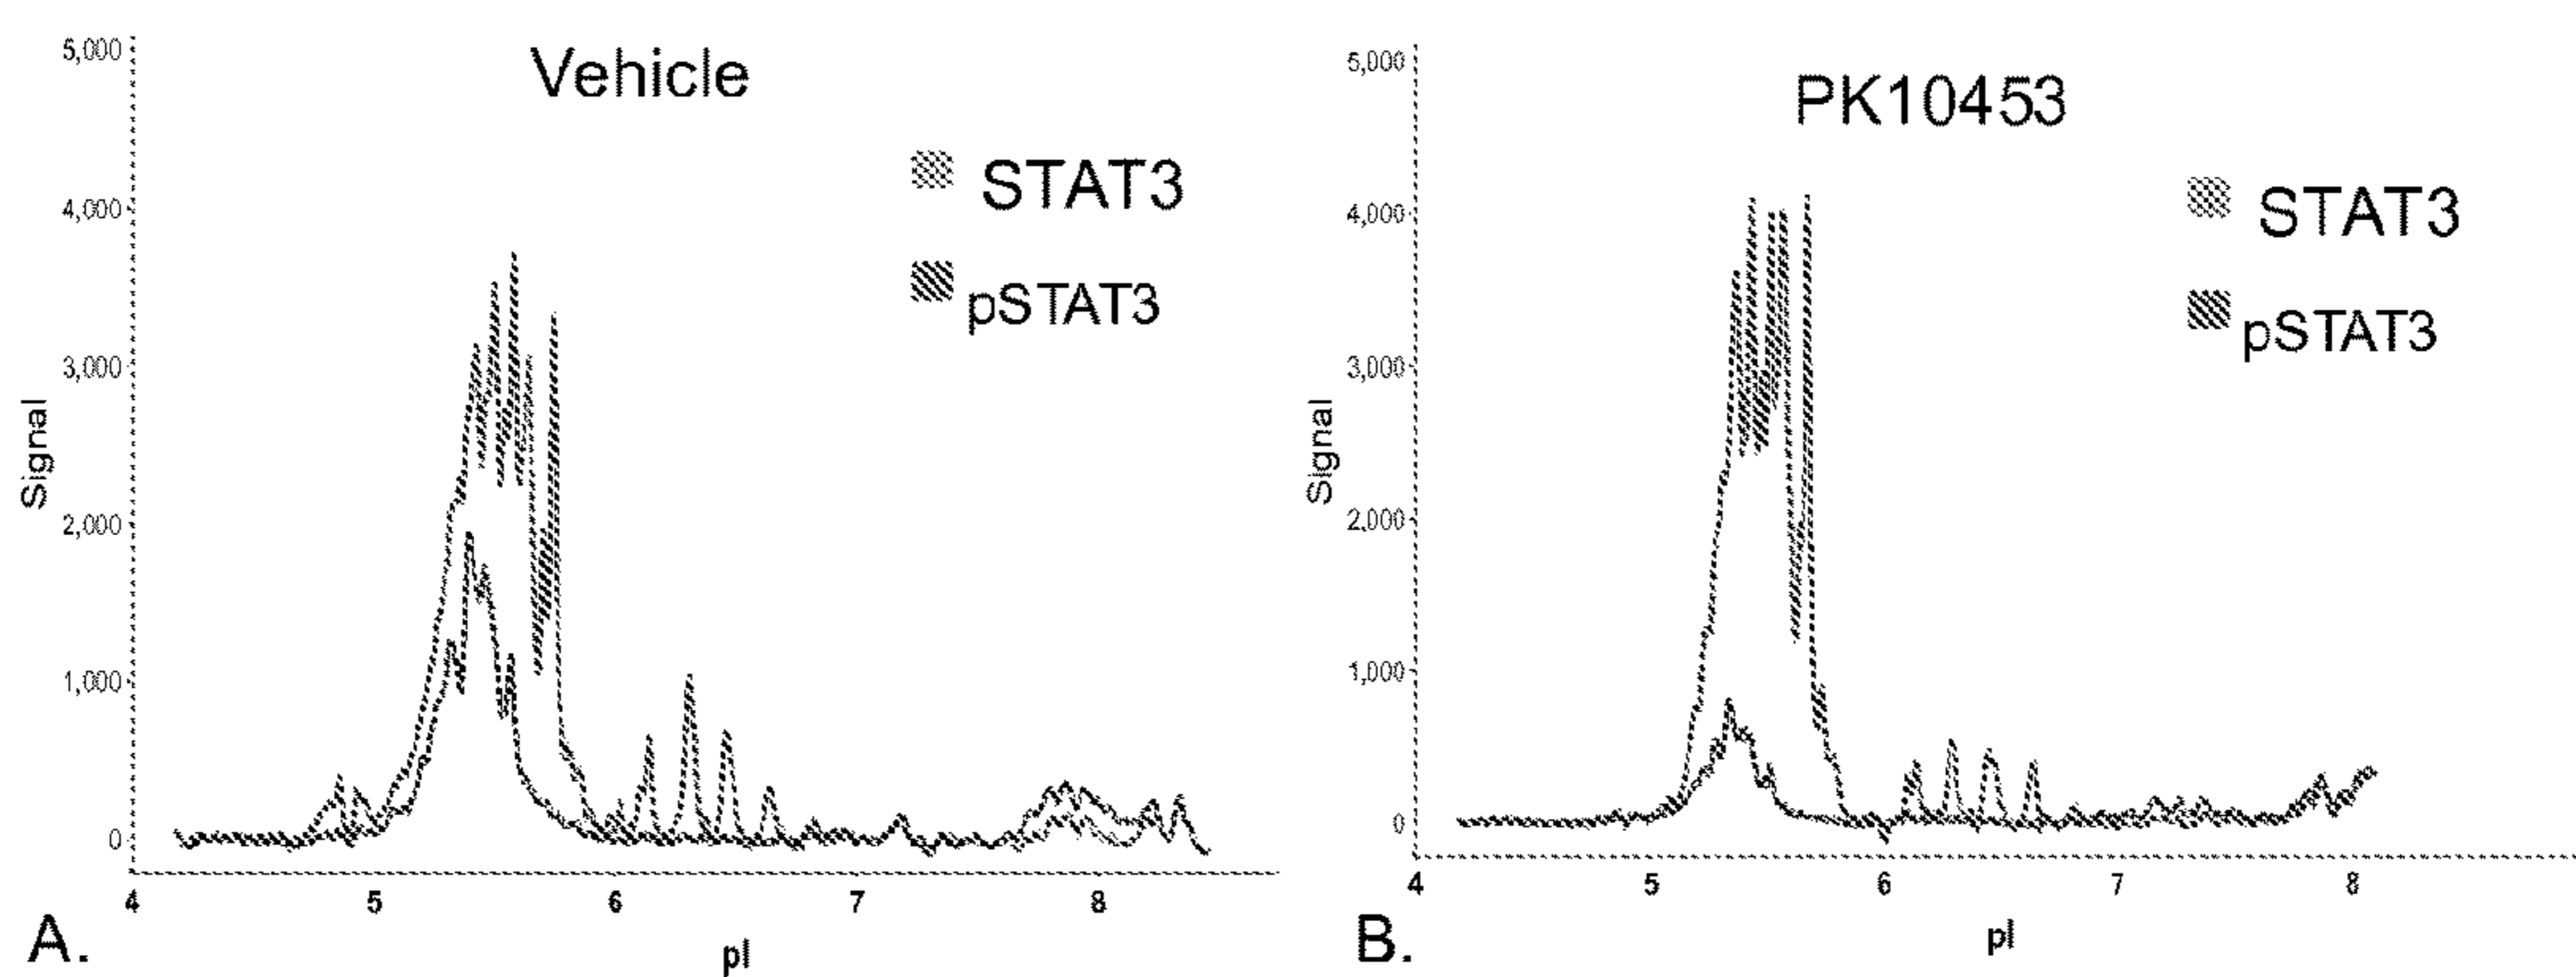 Vehicle
STAT3
pSTAT3
5,000
4,000
3,000
2,000
1,000
0
Signal
4 5 6 7 8
pI
A.
PK10453
STAT3
pSTAT3
5,000
4,000
3,000
2,000
1,000
0
Signal
4 5 6 7 8
pI
B.